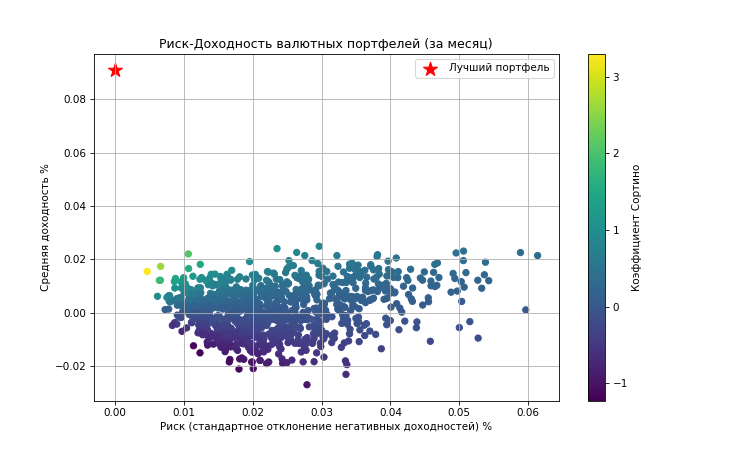 Риск-Доходность валютных портфелей (за месяц)
Лучший портфель
Средняя доходность %
0.08
0.06
0.04
0.02
0.00
−0.02
0.00 0.01 0.02 0.03 0.04 0.05 0.06
Риск (стандартное отклонение негативных доходностей) %
3
2
1
0
−1
Коэффициент Сортино